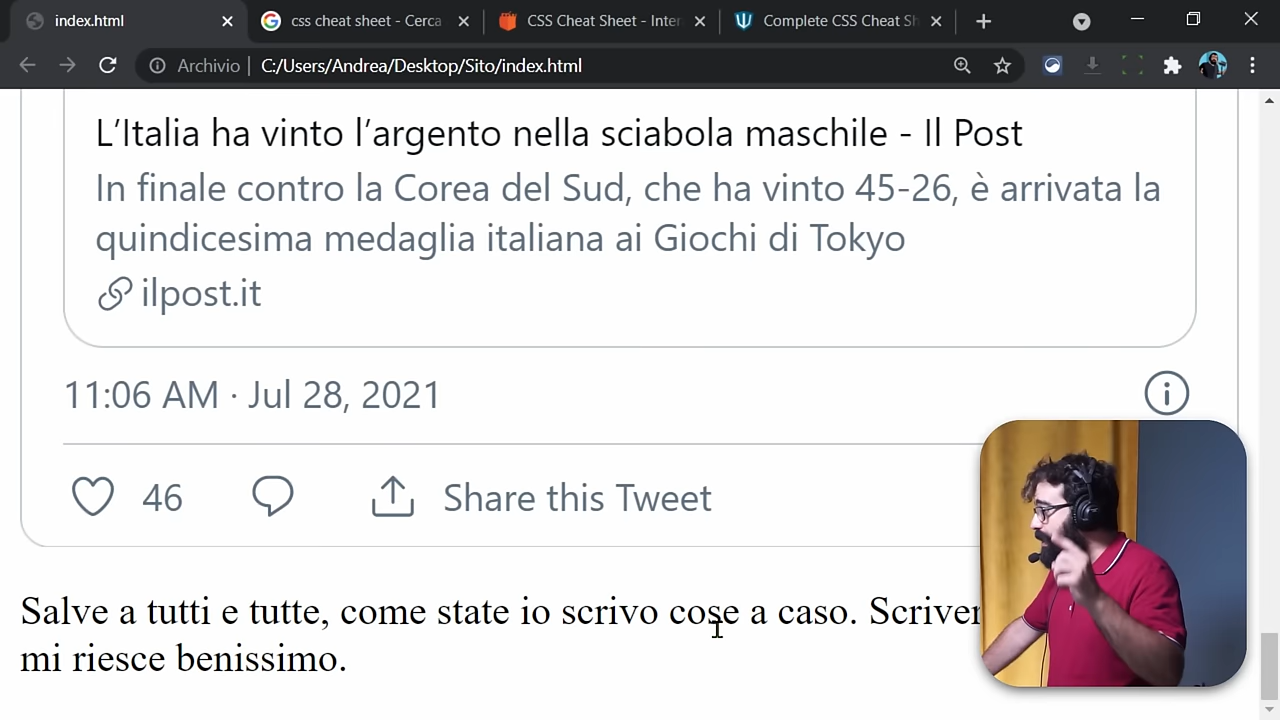 index.html
css cheat sheet - Cerca
CSS Cheat Sheet - Inter
Complete CSS Cheat Sh
Archivio
C:/Users/Andrea/Desktop/Sito/index.html
L’Italia ha vinto l’argento nella sciabola maschile - Il Post
In finale contro la Corea del Sud, che ha vinto 45-26, è arrivata la
quindicesima medaglia italiana ai Giochi di Tokyo
ilpost.it
11:06 AM · Jul 28, 2021
46
Share this Tweet
Salve a tutti e tutte, come state io scrivo cose a caso.
mi riesce benissimo.